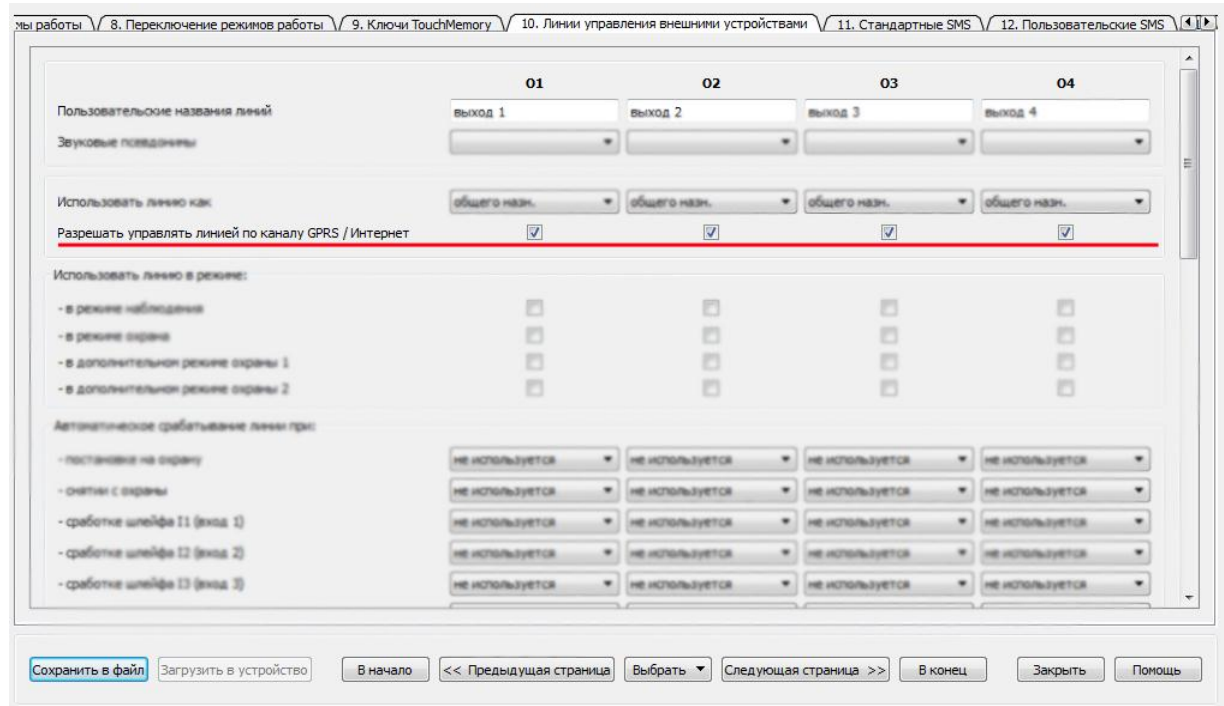 мы работы 8. Переключение режимов работы 9. Ключи TouchMemory 10. Линии управления внешними устройствами 11. Стандартные SMS 12. Пользовательские SMS
O1 O2 O3 O4
Пользовательские названия линий выход 1 выход 2 выход 3 выход 4
Звуковые псевдонимы
Использовать линию как общего назн. общего назн. общего назн. общего назн.
Разрешать управлять линией по каналу GPRS / Интернет
Использовать линию в режиме:
- в режиме наблюдения
- в режиме охрана
- в дополнительном режиме охраны 1
- в дополнительном режиме охраны 2
Автоматическое срабатывание линии при:
- постановке на охрану не используется не используется не используется не используется
- снятии с охраны не используется не используется не используется не используется
- сработке шлейфа I1 (вход 1) не используется не используется не используется не используется
- сработке шлейфа I2 (вход 2) не используется не используется не используется не используется
- сработке шлейфа I3 (вход 3) не используется не используется не используется не используется
Сохранить в файл Загрузить в устройство В начало << Предыдущая страница Выбрать Следующая страница >> В конец Закрыть Помощь